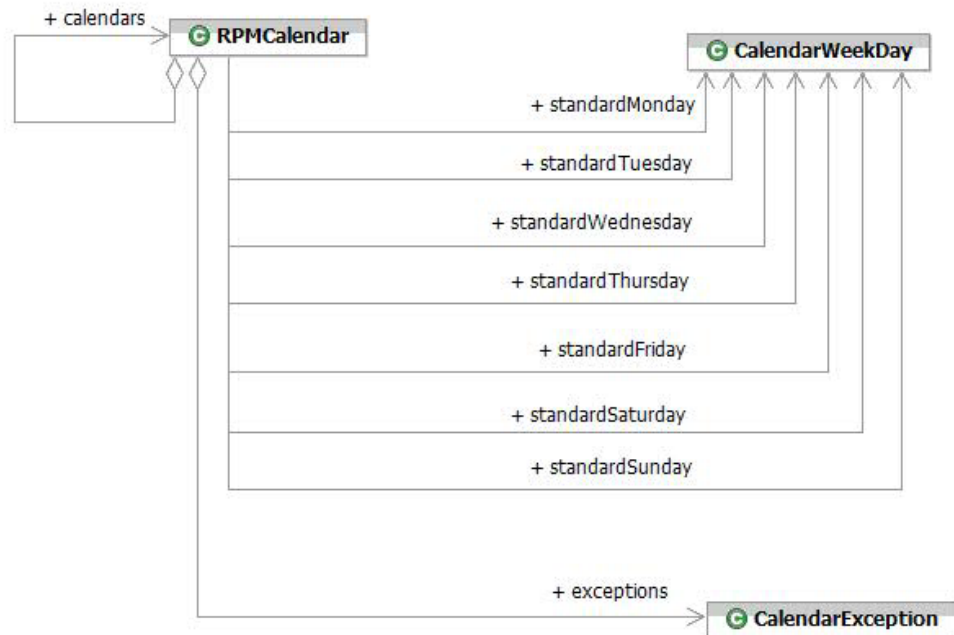 + calendars
RPMCalendar
CalendarWeekDay
+ standardMonday
+ standardTuesday
+ standardWednesday
+ standardThursday
+ standardFriday
+ standardSaturday
+ standardSunday
+ exceptions
CalendarException